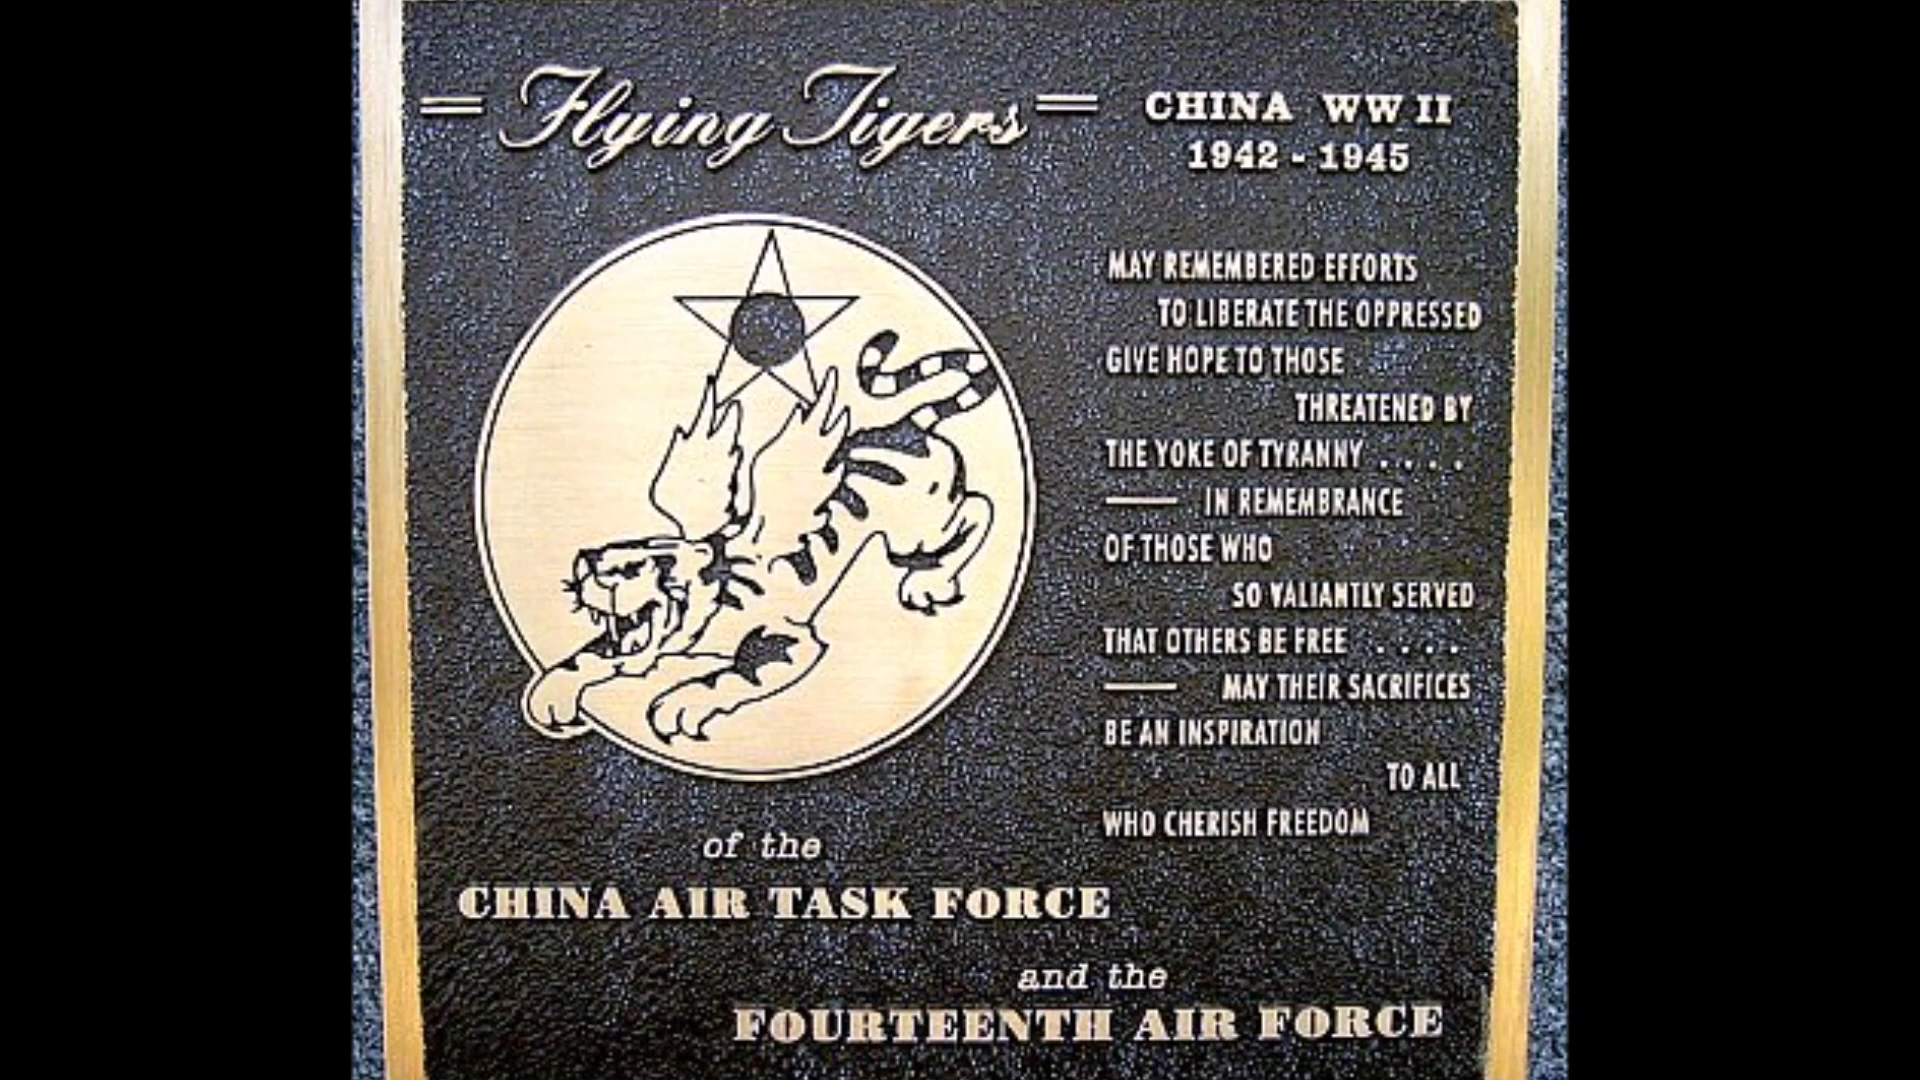 Flying Tigers
CHINA WW II
1942 - 1945
MAY REMEMBERED EFFORTS
TO LIBERATE THE OPPRESSED
GIVE HOPE TO THOSE
THREATENED BY
THE YOKE OF TYRANNY . . . .
— IN REMEMBRANCE
OF THOSE WHO
SO VALIANTLY SERVED
THAT OTHERS BE FREE . . . .
— MAY THEIR SACRIFICES
BE AN INSPIRATION
TO ALL
WHO CHERISH FREEDOM
of the
CHINA AIR TASK FORCE
and the
FOURTEENTH AIR FORCE